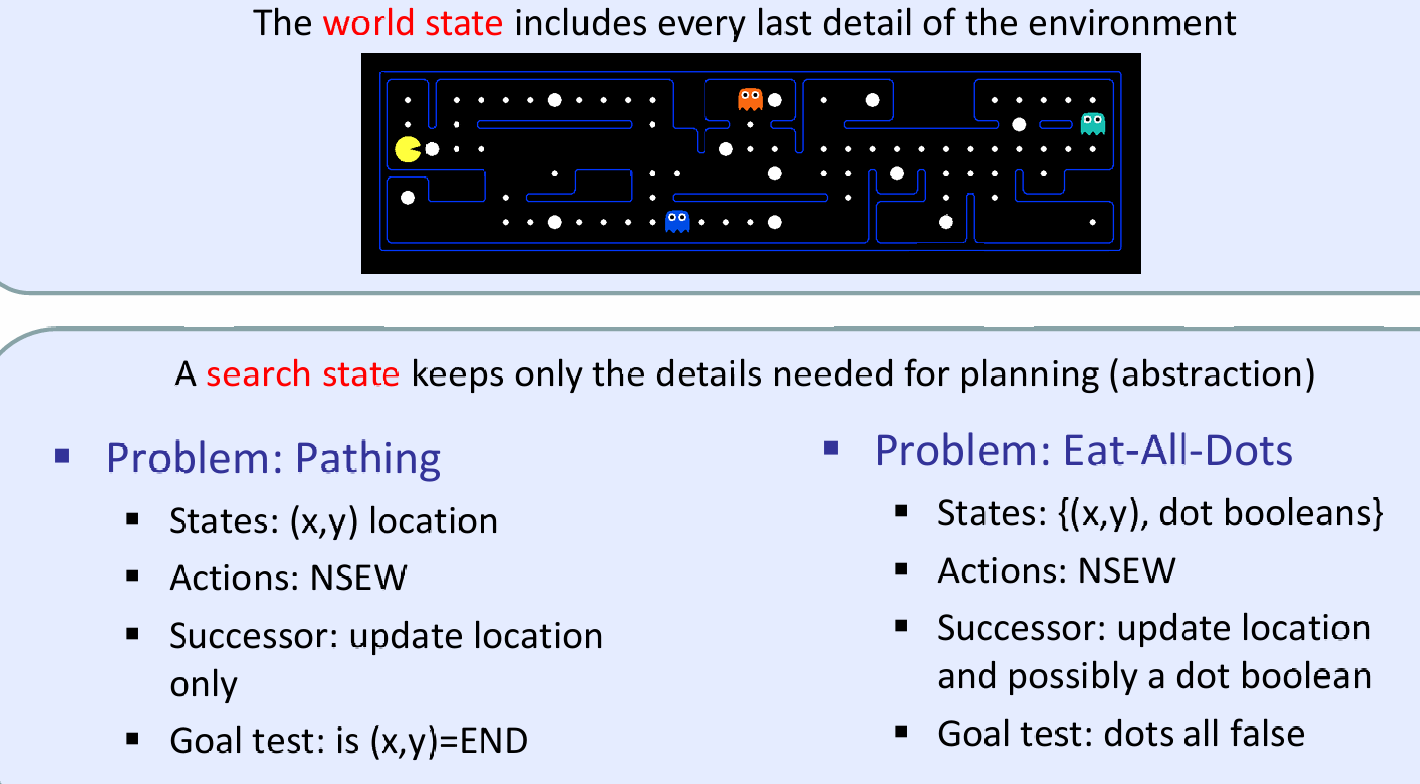 The world state includes every last detail of the environment
A search state keeps only the details needed for planning (abstraction)
▪ Problem: Pathing
▪ States: (x,y) location
▪ Actions: NSEW
▪ Successor: update location
only
▪ Goal test: is (x,y)=END
▪ Problem: Eat-All-Dots
▪ States: {(x,y), dot booleans}
▪ Actions: NSEW
▪ Successor: update location
and possibly a dot boolean
▪ Goal test: dots all false